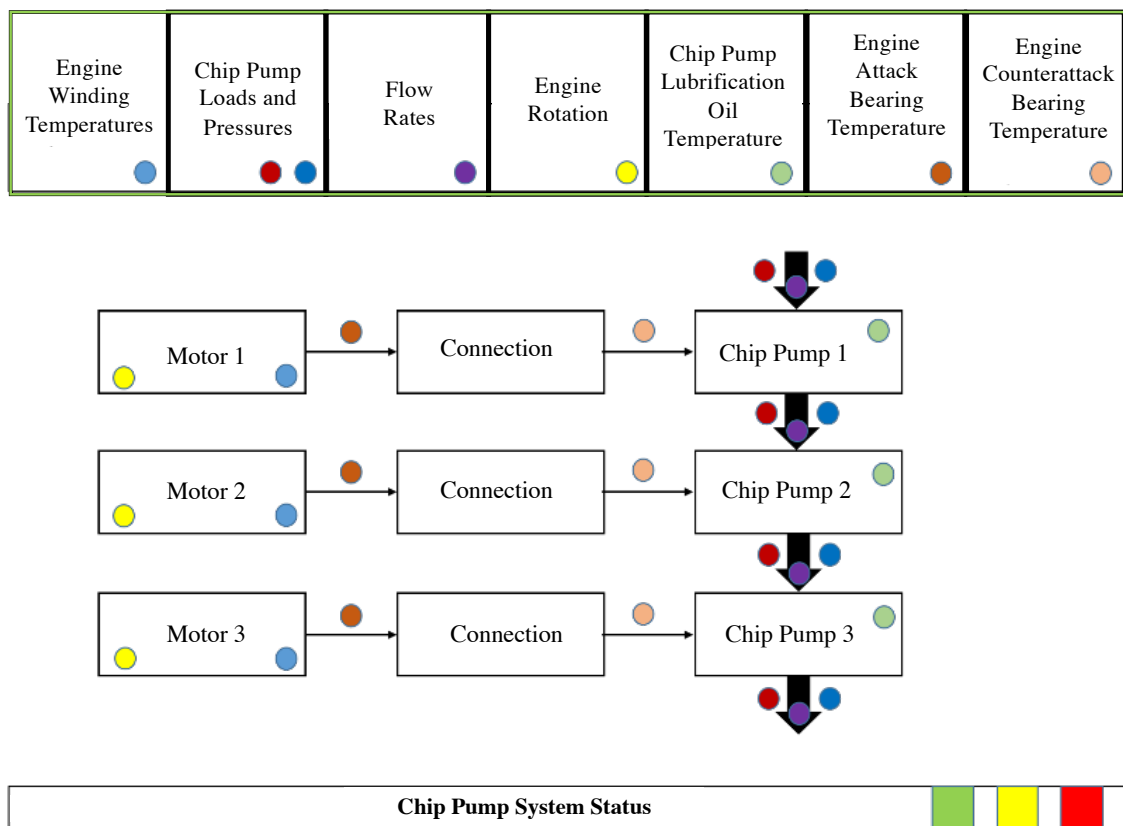 Engine
Winding
Temperatures
Chip Pump
Loads and
Pressures
Flow
Rates
Engine
Rotation
Chip Pump
Lubrification
Oil
Temperature
Engine
Attack
Bearing
Temperature
Engine
Counterattack
Bearing
Temperature
Motor 1
Connection
Chip Pump 1
Motor 2
Connection
Chip Pump 2
Motor 3
Connection
Chip Pump 3
Chip Pump System Status